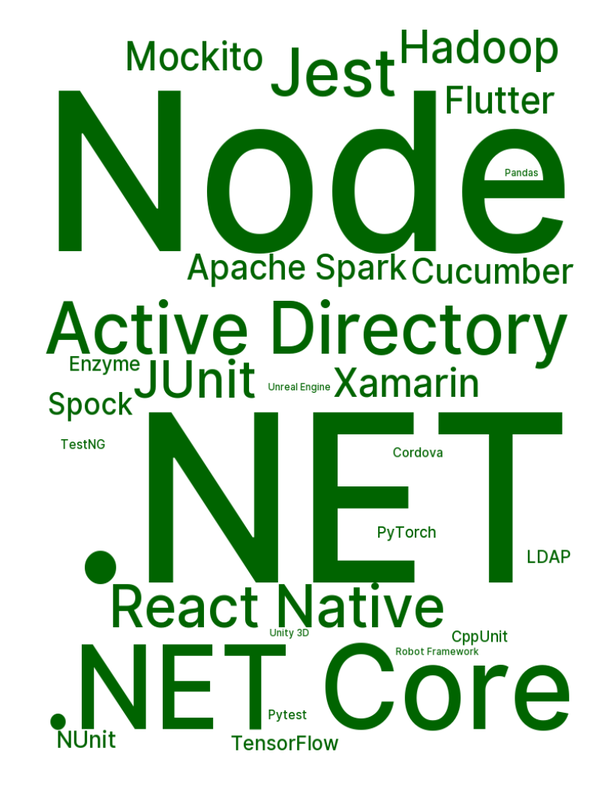 Mockito
Jest
Hadoop
Flutter
Node
Pandas
Apache Spark
Cucumber
Active Directory
Enzyme
JUnit
Unreal Engine
Xamarin
Spock
TestNG
.NET
Cordova
PyTorch
LDAP
React Native
Unity 3D
CppUnit
Robot Framework
.NET Core
Pytest
NUnit
TensorFlow